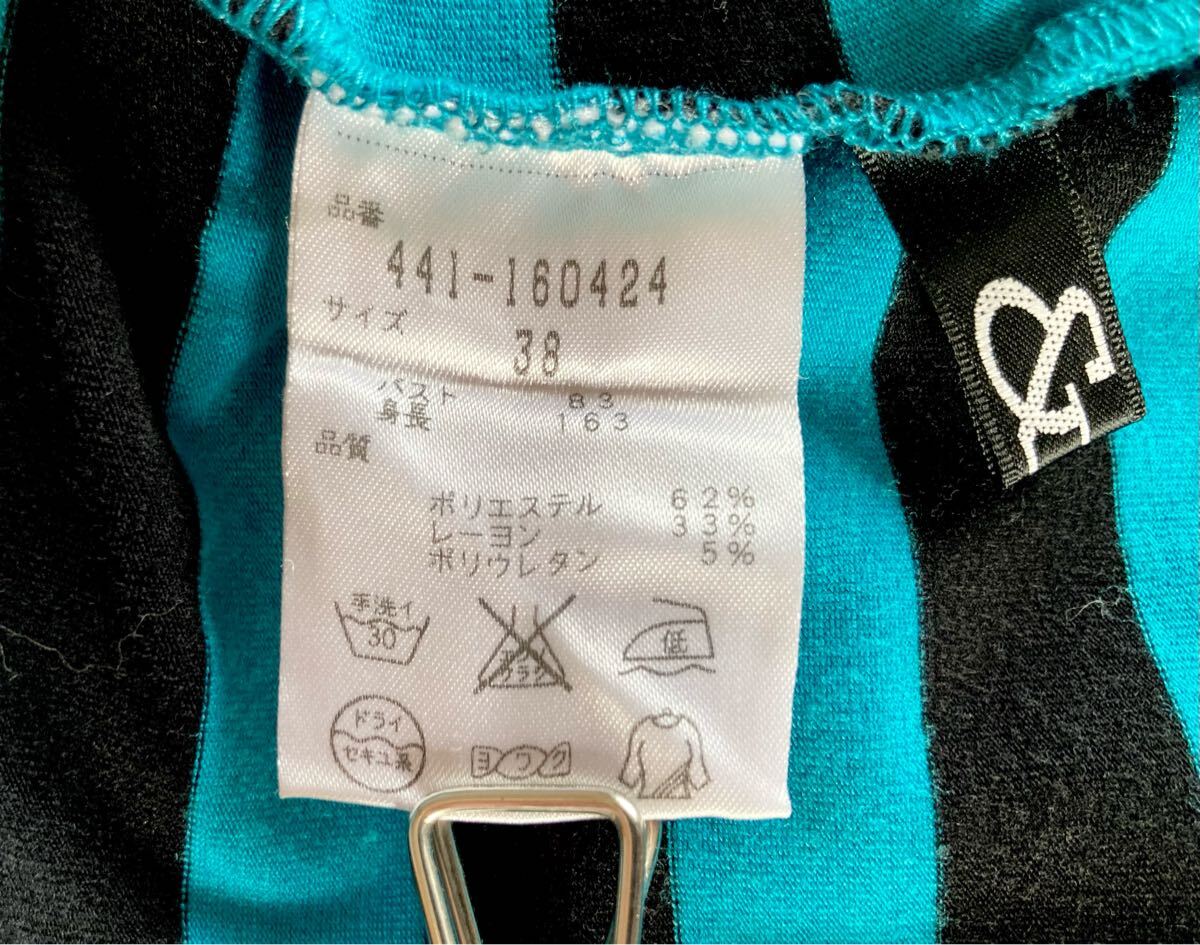 品番
441-160424
サイズ
38
バスト 83
身長 163
品質
ポリエステル 62%
レーヨン 33%
ポリウレタン 5%
手洗イ
30
低
ドライ
セキユ系
ヨワク